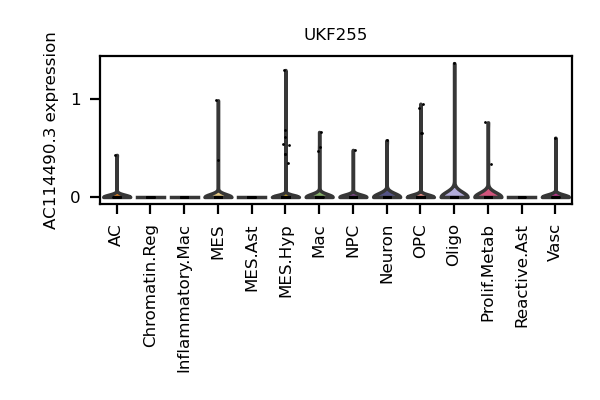 UKF255
AC114490.3 expression
1
0
AC
Chromatin.Reg
Inflammatory.Mac
MES
MES.Ast
MES.Hyp
Mac
NPC
Neuron
OPC
Oligo
Prolif.Metab
Reactive.Ast
Vasc